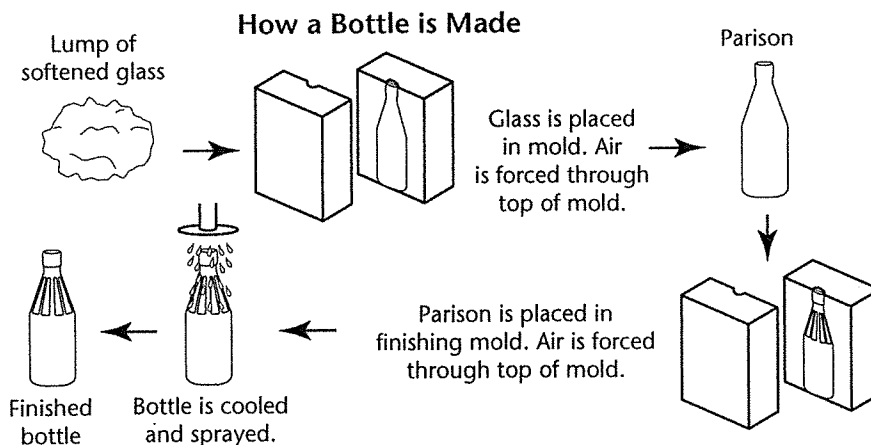 How a Bottle is Made
Lump of
softened glass
Glass is placed
in mold. Air
is forced through
top of mold.
Parison
Parison is placed in
finishing mold. Air is forced
through top of mold.
Bottle is cooled
and sprayed.
Finished
bottle